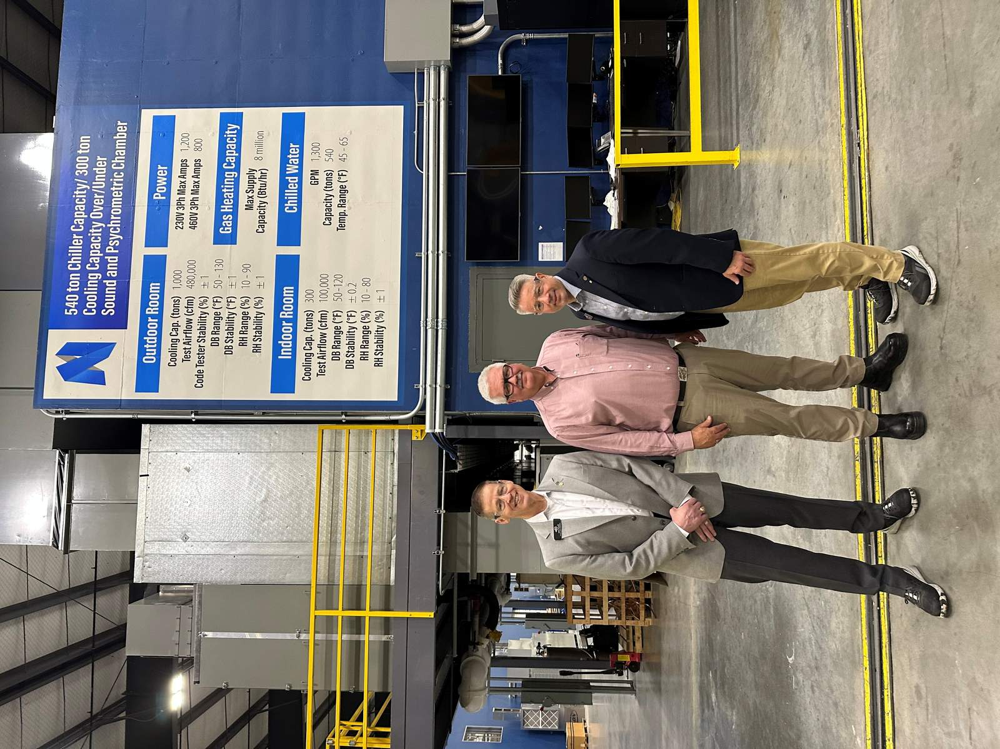 540 ton Chiller Capacity/ 300 ton
Cooling Capacity Over/Under
Sound and Psychrometric Chamber
Outdoor Room
Cooling Cap. (tons) 1,000
Test Airflow (cfm) 480,000
Code Tester Stability (%) ± 1
DB Range (°F) 50 - 130
DB Stability (°F) ± 1
RH Range (%) 10 - 90
RH Stability (%) ± 1
Indoor Room
Cooling Cap. (tons) 300
Test Airflow (cfm) 100,000
DB Range (°F) 50 -120
DB Stability (°F) ± 0.2
RH Range (%) 10 - 80
RH Stability (%) ± 1
Power
230V 3Ph Max Amps 1,200
460V 3Ph Max Amps 800
Gas Heating Capacity
Max Supply
Capacity (Btu/hr) 8 million
Chilled Water
GPM 1,300
Capacity (tons) 540
Temp. Range (°F) 45 - 65